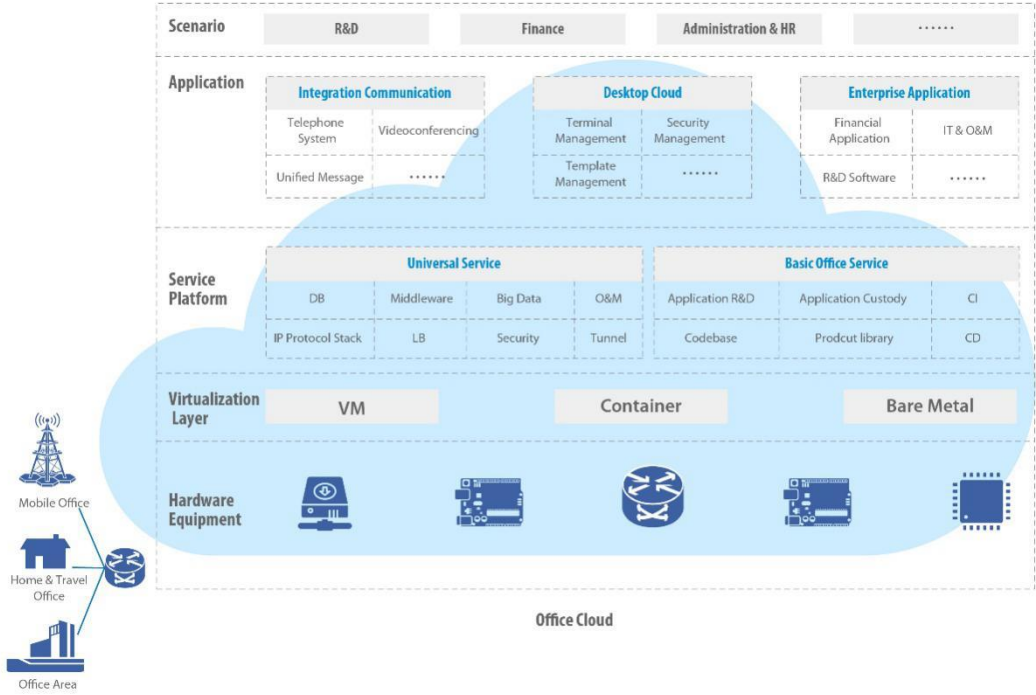 Scenario
R&D
Finance
Administration & HR
······
Application
Integration Communication
Telephone
System
Videoconferencing
Unified Message
······
Desktop Cloud
Terminal
Management
Security
Management
Template
Management
······
Enterprise Application
Financial
Application
IT & O&M
R&D Software
······
Service
Platform
Universal Service
DB
Middleware
Big Data
O&M
IP Protocol Stack
LB
Security
Tunnel
Basic Office Service
Application R&D
Application Custody
CI
Codebase
Prodcut library
CD
Virtualization
Layer
VM
Container
Bare Metal
Hardware
Equipment
Mobile Office
Home & Travel
Office
Office Area
Office Cloud